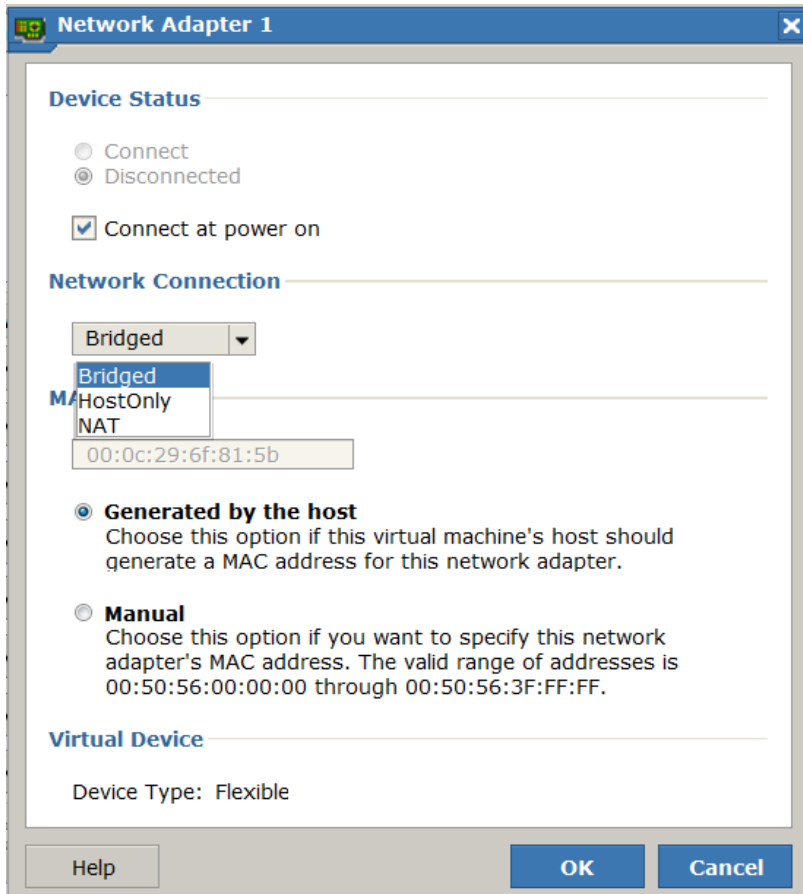 Network Adapter 1
Device Status
Connect
Disconnected
Connect at power on
Network Connection
Bridged
Bridged
MA
HostOnly
NAT
00:0c:29:6f:81:5b
Generated by the host
Choose this option if this virtual machine's host should
generate a MAC address for this network adapter.
Manual
Choose this option if you want to specify this network
adapter's MAC address. The valid range of addresses is
00:50:56:00:00:00 through 00:50:56:3F:FF:FF.
Virtual Device
Device Type: Flexible
Help
OK
Cancel